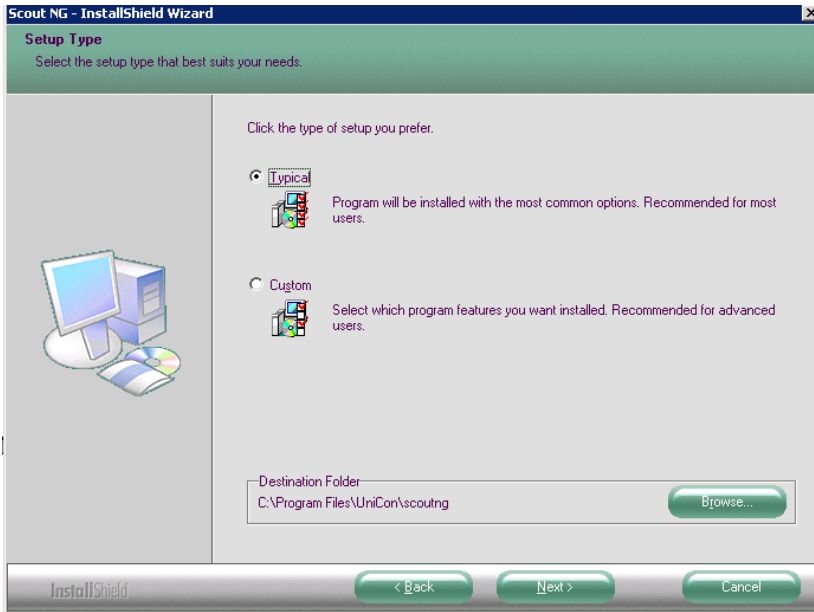 Scout NG - InstallShield Wizard
Setup Type
Select the setup type that best suits your needs.
Click the type of setup you prefer.
Typical
Program will be installed with the most common options. Recommended for most
users.
Custom
Select which program features you want installed. Recommended for advanced
users.
Destination Folder
C:\Program Files\UniCon\scoutng
Browse...
InstallShield
< Back
Next >
Cancel